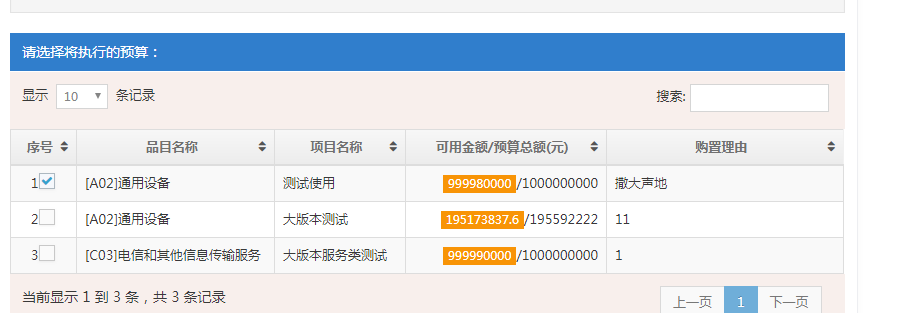 请选择将执行的预算：
显示 10 条记录 搜索:
序号 品目名称 项目名称 可用金额/预算总额(元) 购置理由
1 [A02]通用设备 测试使用 999980000/1000000000 撒大声地
2 [A02]通用设备 大版本测试 195173837.6/195592222 11
3 [C03]电信和其他信息传输服务 大版本服务类测试 999990000/1000000000 1
当前显示 1 到 3 条，共 3 条记录 上一页 1 下一页